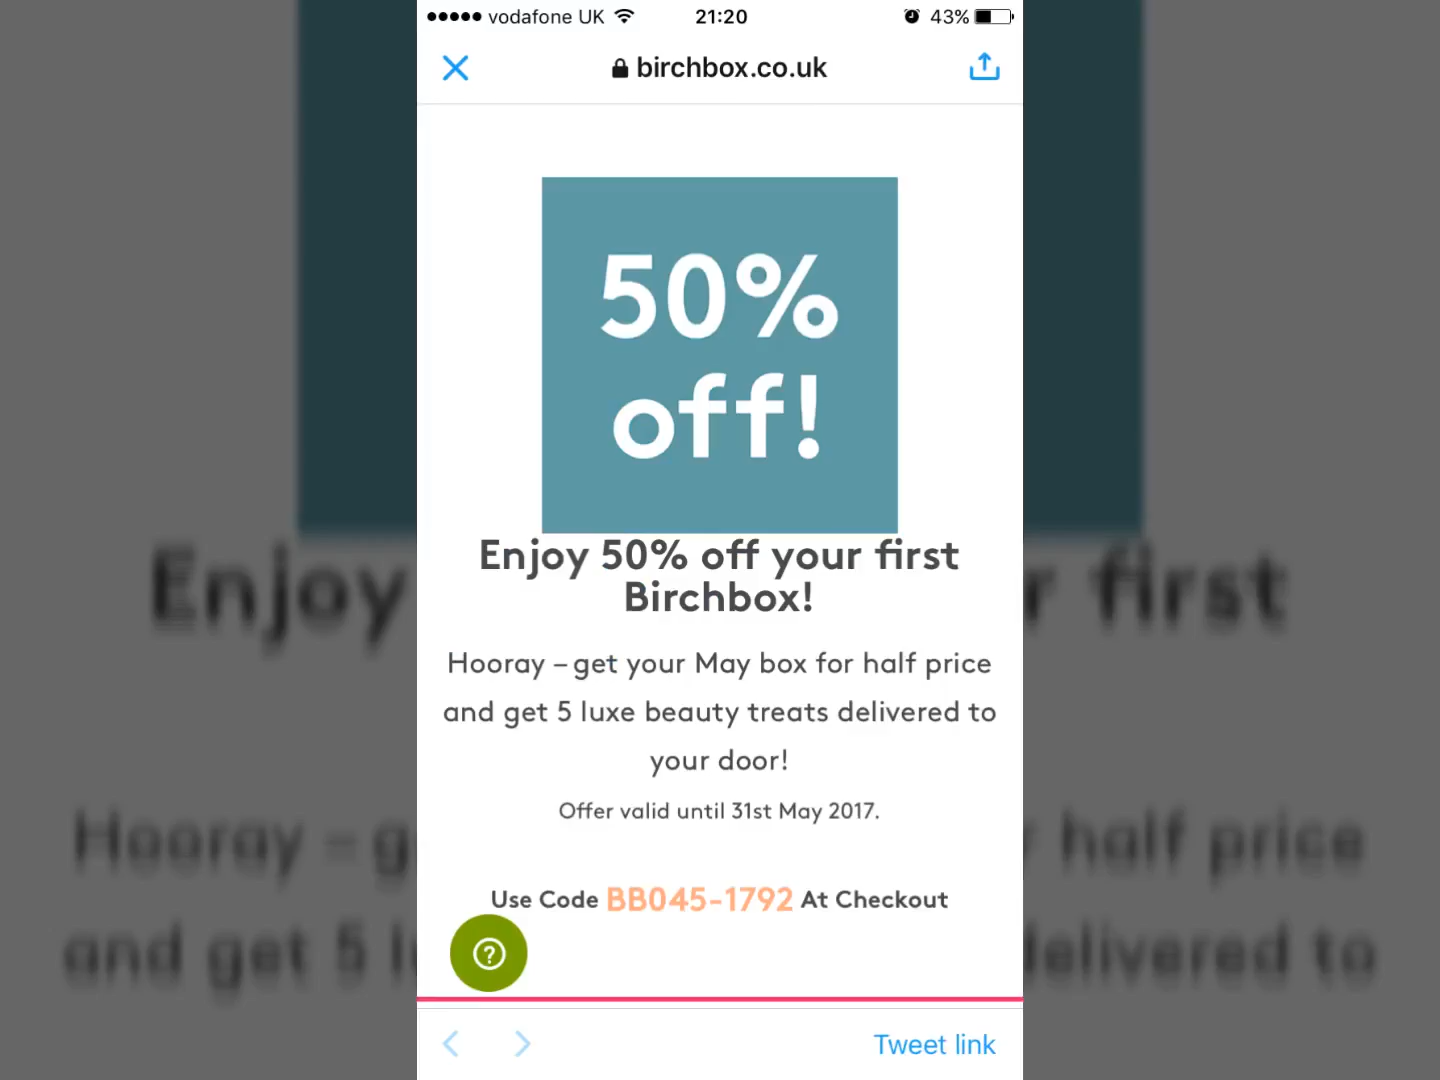 vodafone UK 21:20 43%
birchbox.co.uk
50%
off!
Enjoy 50% off your first
Birchbox!
Hooray – get your May box for half price
and get 5 luxe beauty treats delivered to
your door!
Offer valid until 31st May 2017.
Use Code BB045-1792 At Checkout
?
Tweet link